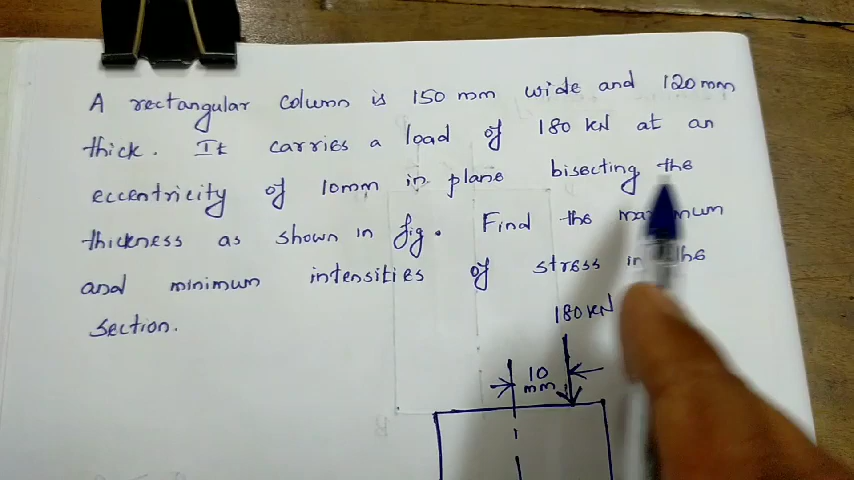 A rectangular column is 150 mm wide and 120 mm
thick. It carries a load of 180 kN at an
eccentricity of 10mm in plane bisecting the
thickness as shown in fig. Find the
and minimum intensities of stress in
section.
180 kN
10
mm